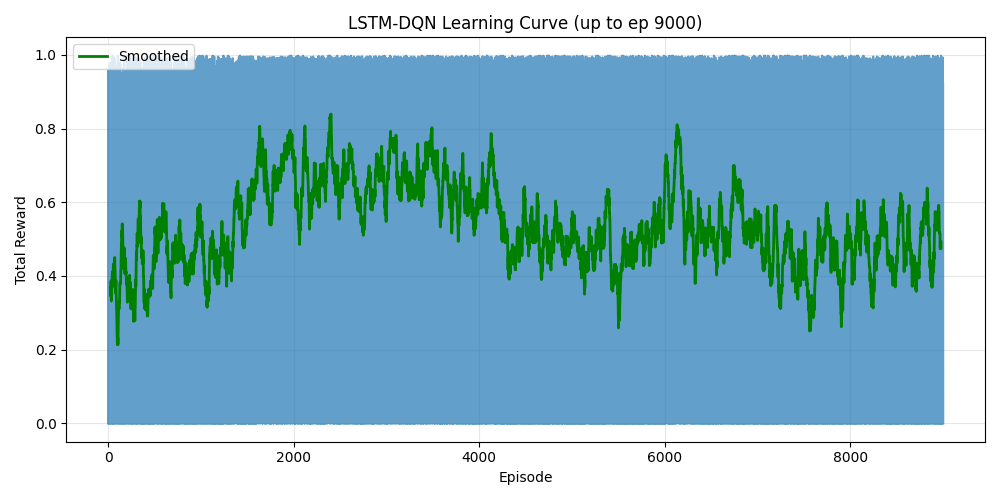 LSTM-DQN Learning Curve (up to ep 9000)
Smoothed
Total Reward
1.0
0.8
0.6
0.4
0.2
0.0
0 2000 4000 6000 8000
Episode